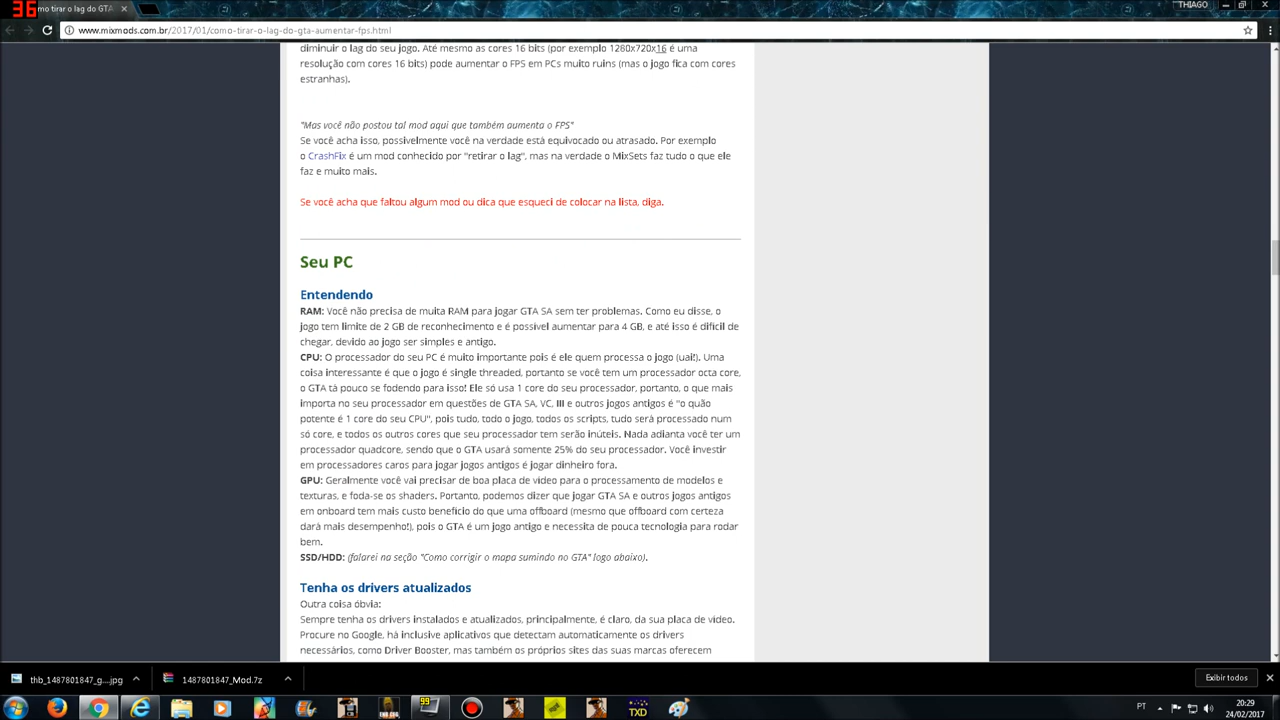 36
mo tirar o lag do GTA
THIAGO
www.mixmods.com.br/2017/01/como-tirar-o-lag-do-gta-aumentar-fps.html
diminuir o lag do seu jogo. Até mesmo as cores 16 bits (por exemplo 1280x720x16 é uma
resolução com cores 16 bits) pode aumentar o FPS em PCs muito ruins (mas o jogo fica com cores
estranhas).
"Mas você não postou tal mod aqui que também aumenta o FPS"
Se você acha isso, possivelmente você na verdade está equivocado ou atrasado. Por exemplo
o CrashFix é um mod conhecido por "retirar o lag", mas na verdade o MixSets faz tudo o que ele
faz e muito mais.
Se você acha que faltou algum mod ou dica que esqueci de colocar na lista, diga.
Seu PC
Entendendo
RAM: Você não precisa de muita RAM para jogar GTA SA sem ter problemas. Como eu disse, o
jogo tem limite de 2 GB de reconhecimento e é possível aumentar para 4 GB, e até isso é difícil de
chegar, devido ao jogo ser simples e antigo.
CPU: O processador do seu PC é muito importante pois é ele quem processa o jogo (uai!). Uma
coisa interessante é que o jogo é single threaded, portanto se você tem um processador octa core,
o GTA tá pouco se fodendo para isso! Ele só usa 1 core do seu processador, portanto, o que mais
importa no seu processador em questões de GTA SA, VC, III e outros jogos antigos é "o quão
potente é 1 core do seu CPU", pois tudo, todo o jogo, todos os scripts, tudo será processado num
só core, e todos os outros cores que seu processador tem serão inúteis. Nada adianta você ter um
processador quadcore, sendo que o GTA usará somente 25% do seu processador. Você investir
em processadores caros para jogar jogos antigos é jogar dinheiro fora.
GPU: Geralmente você vai precisar de boa placa de vídeo para o processamento de modelos e
texturas, e foda-se os shaders. Portanto, podemos dizer que jogar GTA SA e outros jogos antigos
em onboard tem mais custo benefício do que uma offboard (mesmo que offboard com certeza
dará mais desempenho!), pois o GTA é um jogo antigo e necessita de pouca tecnologia para rodar
bem.
SSD/HDD: (falarei na seção "Como corrigir o mapa sumindo no GTA" logo abaixo).
Tenha os drivers atualizados
Outra coisa óbvia:
Sempre tenha os drivers instalados e atualizados, principalmente, é claro, da sua placa de vídeo.
Procure no Google, há inclusive aplicativos que detectam automaticamente os drivers
necessários, como Driver Booster, mas também os próprios sites das suas marcas oferecem
thb_1487801847_g....jpg
1487801847_Mod.7z
Exibir todos
99
TXD
PT
20:29
24/02/2017